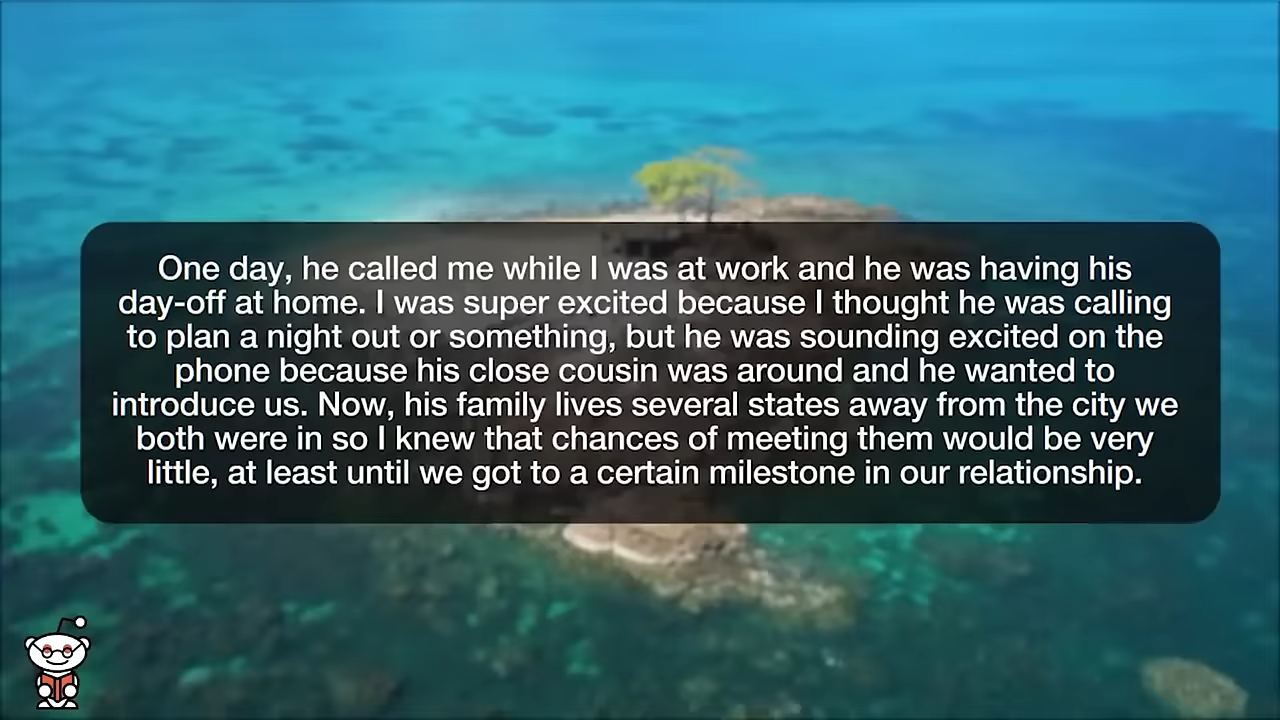 One day, he called me while I was at work and he was having his
day-off at home. I was super excited because I thought he was calling
to plan a night out or something, but he was sounding excited on the
phone because his close cousin was around and he wanted to
introduce us. Now, his family lives several states away from the city we
both were in so I knew that chances of meeting them would be very
little, at least until we got to a certain milestone in our relationship.